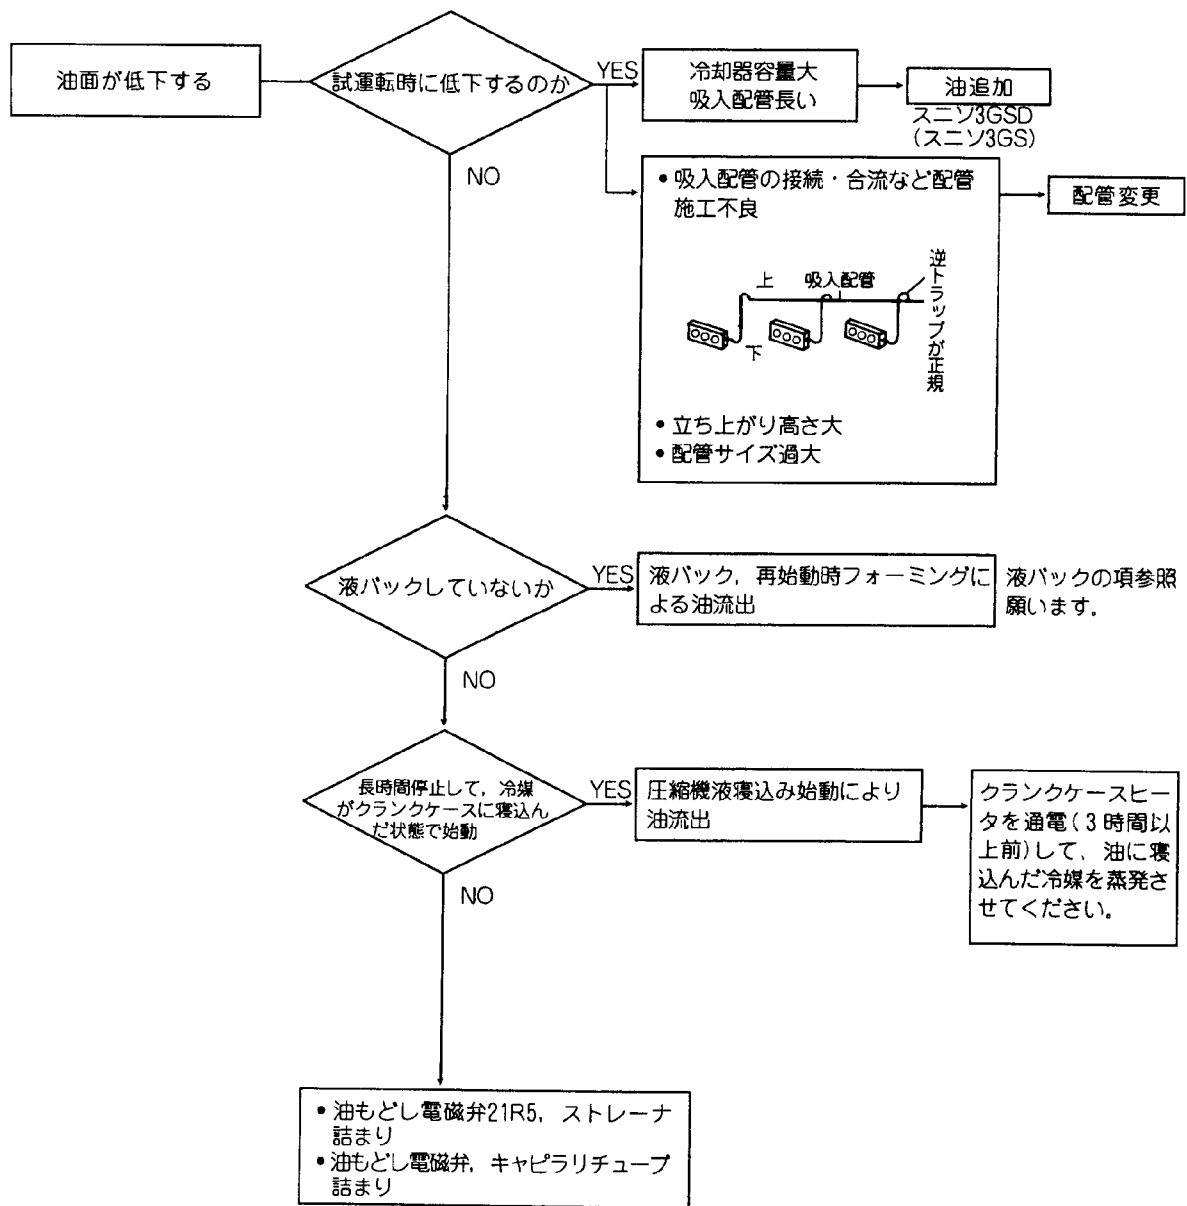 油面が低下する
試運転時に低下するのか
YES
冷却器容量大
吸入配管長い
油追加
スニソ3GSD
(スニソ3GS)
NO
• 吸入配管の接続・合流など配管
施工不良
配管変更
上
吸入配管
下
逆トラップが正規
• 立ち上がり高さ大
• 配管サイズ過大
液バックしていないか
YES
液バック，再始動時フォーミングに
よる油流出
液バックの項参照
願います.
NO
長時間停止して，冷媒
がクランクケースに寝込ん
だ状態で始動
YES
圧縮機液寝込み始動により
油流出
クランクケースヒー
タを通電(3時間以
上前)して、油に寝
込んだ冷媒を蒸発さ
せてください。
NO
• 油もどし電磁弁21R5，ストレーナ
詰まり
• 油もどし電磁弁，キャピラリチューブ
詰まり